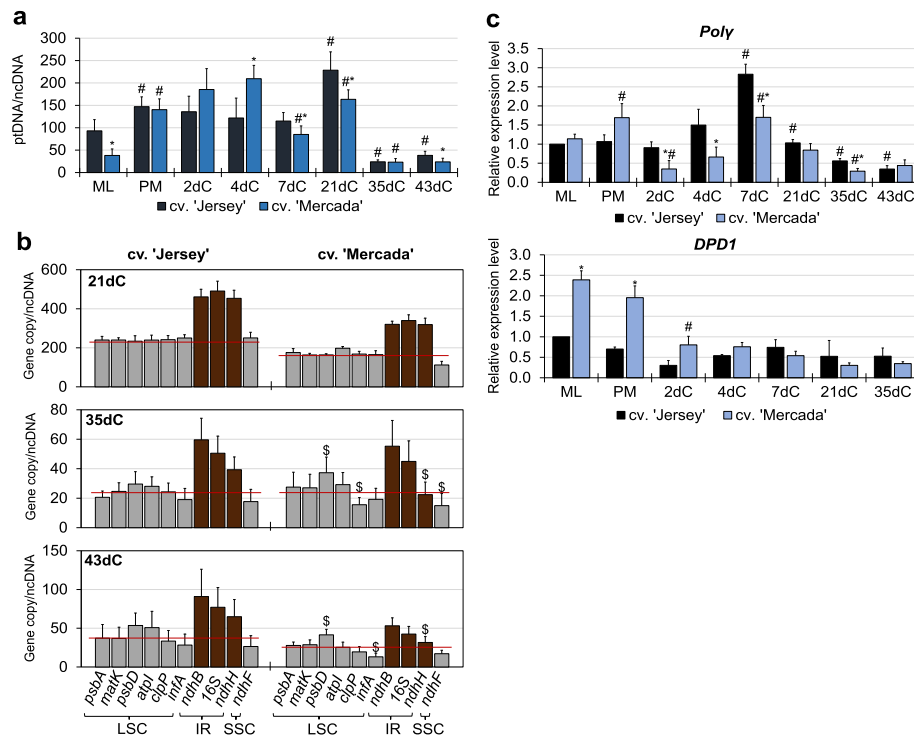 a
ptDNA/ncDNA
300
250
200
150
100
50
0
# # * #* # #* # # # *
*
ML PM 2dC 4dC 7dC 21dC 35dC 43dC
cv. 'Jersey' cv. 'Mercada'
b
cv. 'Jersey' cv. 'Mercada'
21dC
Gene copy/ncDNA
600
400
200
0
35dC
Gene copy/ncDNA
80
60
40
20
0
$ $ $ $
43dC
Gene copy/ncDNA
150
100
50
0
$ $ $
psbA matK psbD atpI clpP infA ndhB 16S ndhH ndhF psbA matK psbD atpI clpP infA ndhB 16S ndhH ndhF
LSC IR SSC LSC IR SSC
c
Polγ
Relative expression level
3.5
3.0
2.5
2.0
1.5
1.0
0.5
0.0
# *# * # #* # # #* #
ML PM 2dC 4dC 7dC 21dC 35dC 43dC
cv. 'Jersey' cv. 'Mercada'
DPD1
Relative expression level
3.0
2.5
2.0
1.5
1.0
0.5
0.0
* * #
ML PM 2dC 4dC 7dC 21dC 35dC
cv. 'Jersey' cv. 'Mercada'